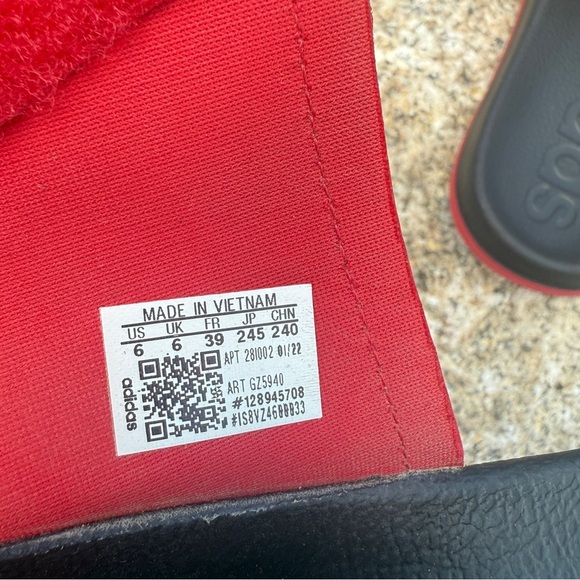 MADE IN VIETNAM
US UK FR JP CHN
6 6 39 245 240
APT 281002 01/22
ART GZ5940
#128945708
adidas